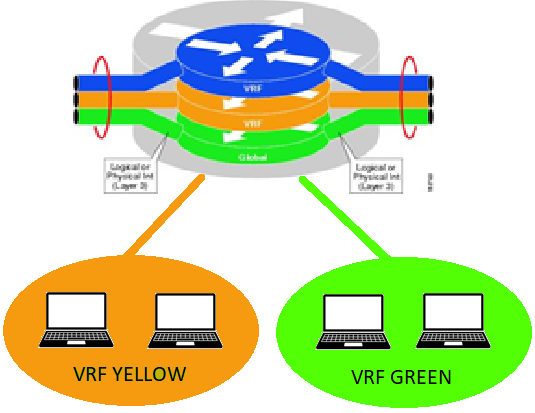 VRF
VRF
Global
Logical or
Physical Int
(Layer 3)
Logical or
Physical Int
(Layer 3)
VRF YELLOW
VRF GREEN